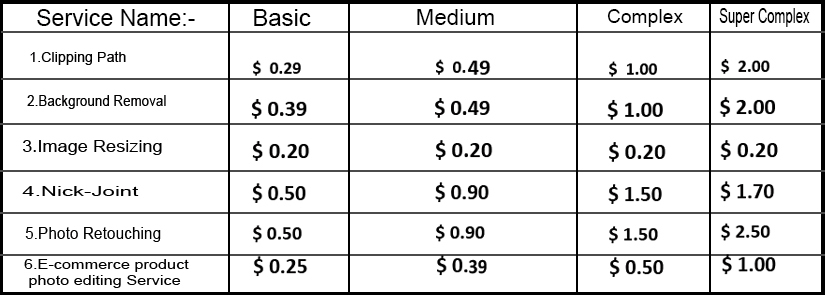 Service Name:- Basic Medium Complex Super Complex
1.Clipping Path $ 0.29 $ 0.49 $ 1.00 $ 2.00
2.Background Removal $ 0.39 $ 0.49 $ 1.00 $ 2.00
3.Image Resizing $ 0.20 $ 0.20 $ 0.20 $ 0.20
4.Nick-Joint $ 0.50 $ 0.90 $ 1.50 $ 1.70
5.Photo Retouching $ 0.50 $ 0.90 $ 1.50 $ 2.50
6.E-commerce product $ 0.25 $ 0.39 $ 0.50 $ 1.00
photo editing Service